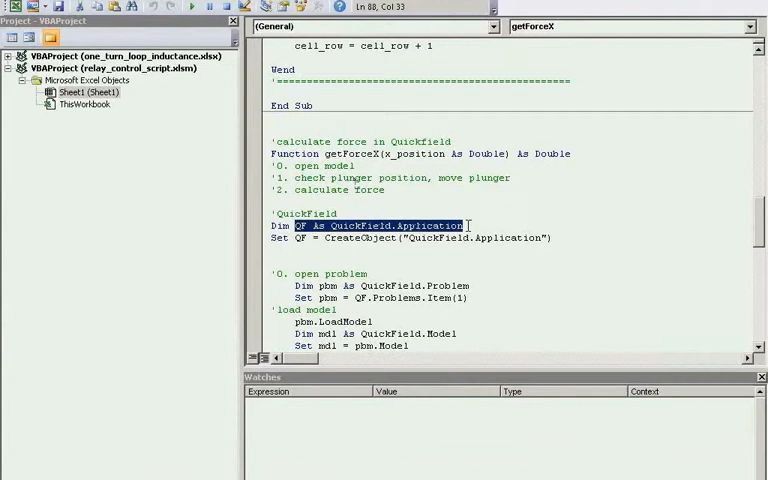 Ln 88, Col 33
Project - VBAProject
VBAProject (one_turn_loop_inductance.xlsx)
VBAProject (relay_control_script.xlsm)
Microsoft Excel Objects
Sheet1 (Sheet1)
ThisWorkbook
(General)
getForceX
cell_row = cell_row + 1
Wend
'=================================================
End Sub
'calculate force in Quickfield
Function getForceX(x_position As Double) As Double
'0. open model
'1. check plunger position, move plunger
'2. calculate force
'QuickField
Dim QF As QuickField.Application
Set QF = CreateObject("QuickField.Application")
'0. open problem
Dim pbm As QuickField.Problem
Set pbm = QF.Problems.Item(1)
'load model
pbm.LoadModel
Dim mdl As QuickField.Model
Set mdl = pbm.Model
Watches
Expression Value Type Context